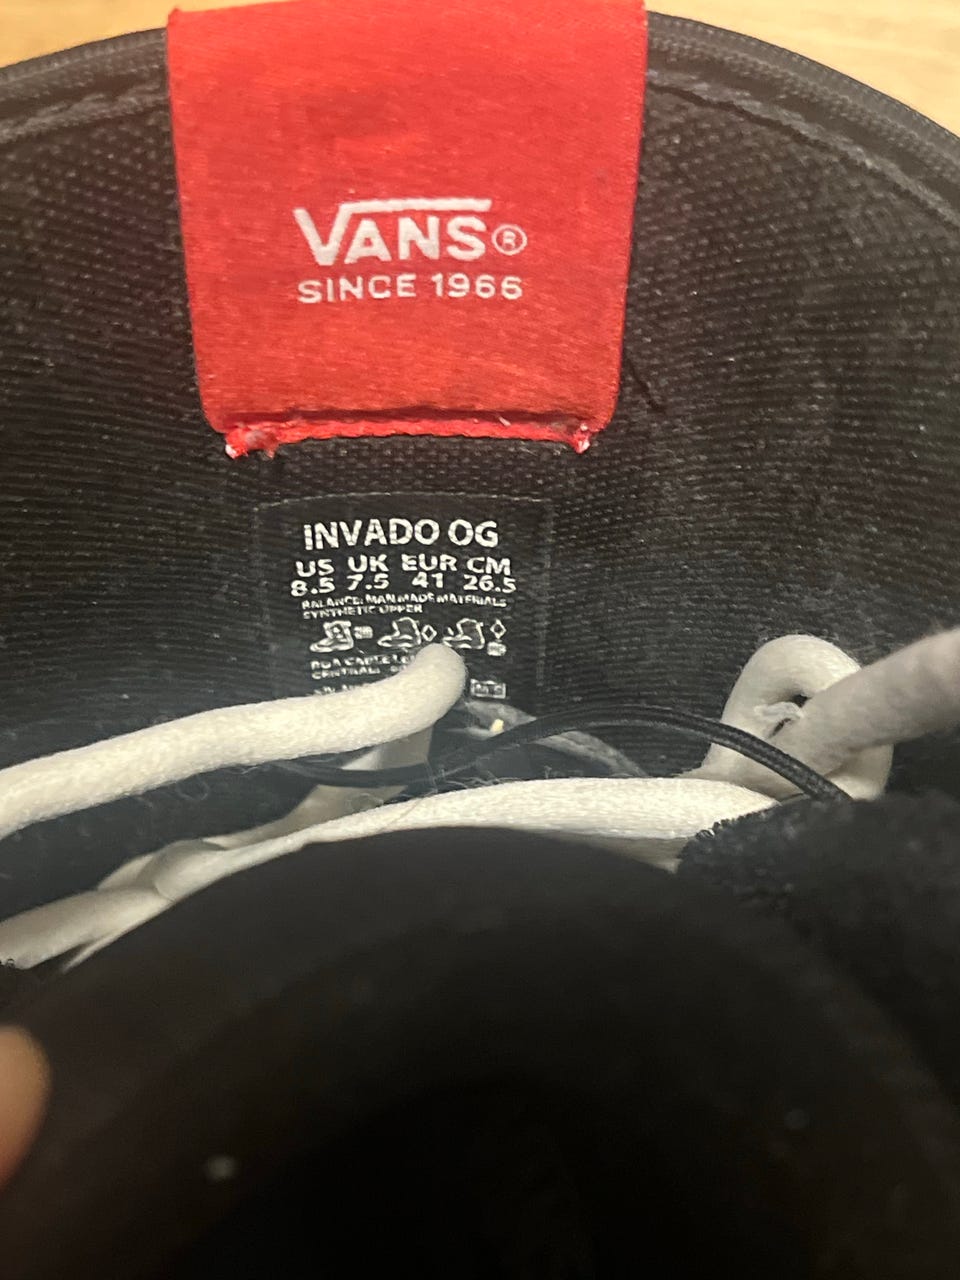 VANS®
SINCE 1966
INVADO OG
US UK EUR CM
8.5 7.5 41 26.5
BALANCE: MAN MADE MATERIALS
SYNTHETIC UPPER